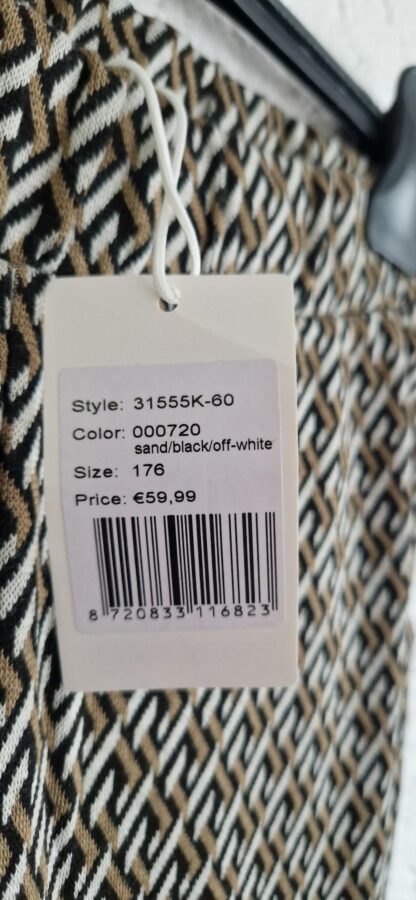 Style: 31555K-60
Color: 000720
sand/black/off-white
Size: 176
Price: €59,99
8 720833 116823